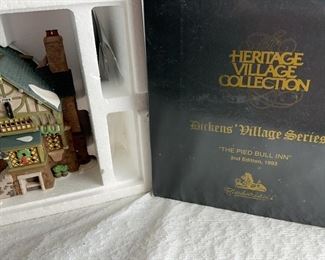 HERITAGE
VILLAGE
COLLECTION
Dickens' Village Series
"THE PIED BULL INN"
2nd Edition, 1993